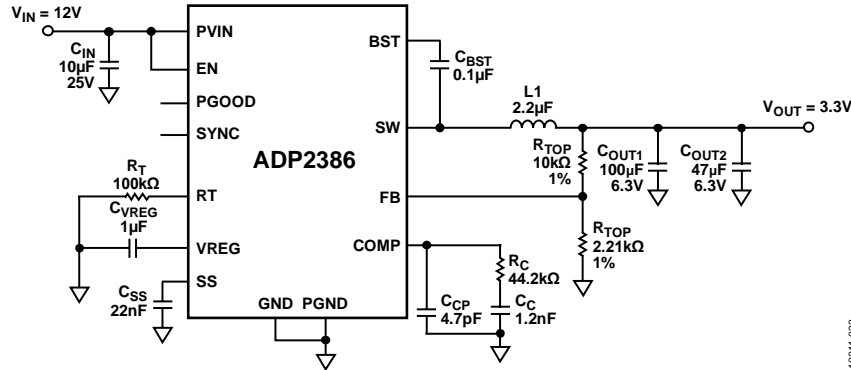 VIN = 12V
CIN
10µF
25V
PVIN
EN
PGOOD
SYNC
RT
100kΩ
RT
CVREG
1µF
VREG
CSS
22nF
SS
ADP2386
GND PGND
BST
SW
FB
COMP
CBST
0.1µF
L1
2.2µF
VOUT = 3.3V
RTOP
10kΩ
1%
COUT1
100µF
6.3V
COUT2
47µF
6.3V
RTOP
2.21kΩ
1%
RC
44.2kΩ
CCP
4.7pF
CC
1.2nF